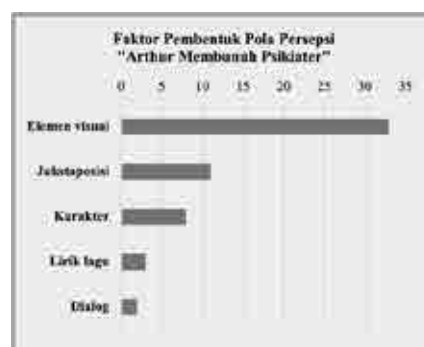 Faktor Pembentuk Pola Persepsi
"Arthur Membunuh Psikiater"
0 5 10 15 20 25 30 35
Elemen visual
Jukstaposisi
Karakter
Lirik lagu
Dialog